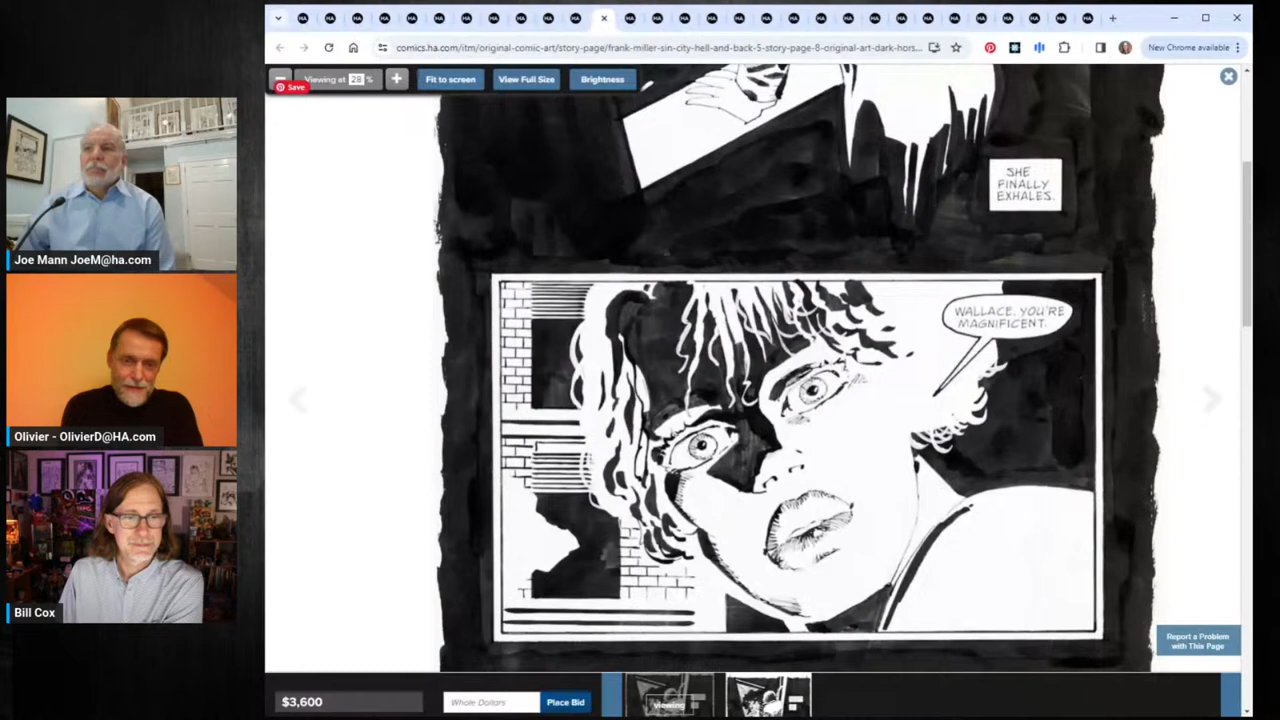 comics.ha.com/itm/original-comic-art/story-page/frank-miller-sin-city-hell-and-back-5-story-page-8-original-art-dark-hors...
New Chrome available
Viewing at 28 %
Fit to screen
View Full Size
Brightness
Save
SHE
FINALLY
EXHALES.
WALLACE. YOU'RE
MAGNIFICENT.
Joe Mann JoeM@ha.com
Olivier - OlivierD@HA.com
Bill Cox
Report a Problem
with This Page
$3,600
Whole Dollars
Place Bid
viewing